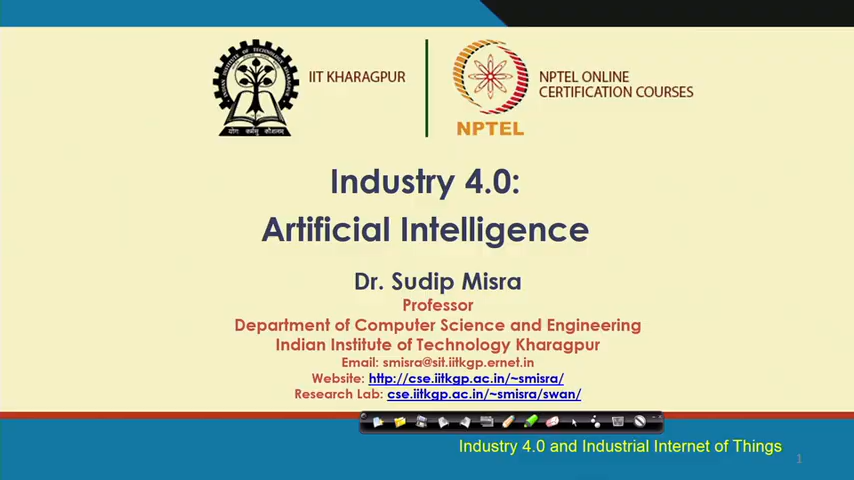 IIT KHARAGPUR
NPTEL ONLINE
CERTIFICATION COURSES
NPTEL
योगः कर्मसु कौशलम्
Industry 4.0:
Artificial Intelligence
Dr. Sudip Misra
Professor
Department of Computer Science and Engineering
Indian Institute of Technology Kharagpur
Email: smisra@sit.iitkgp.ernet.in
Website: http://cse.iitkgp.ac.in/~smisra/
Research Lab: cse.iitkgp.ac.in/~smisra/swan/
Industry 4.0 and Industrial Internet of Things
1